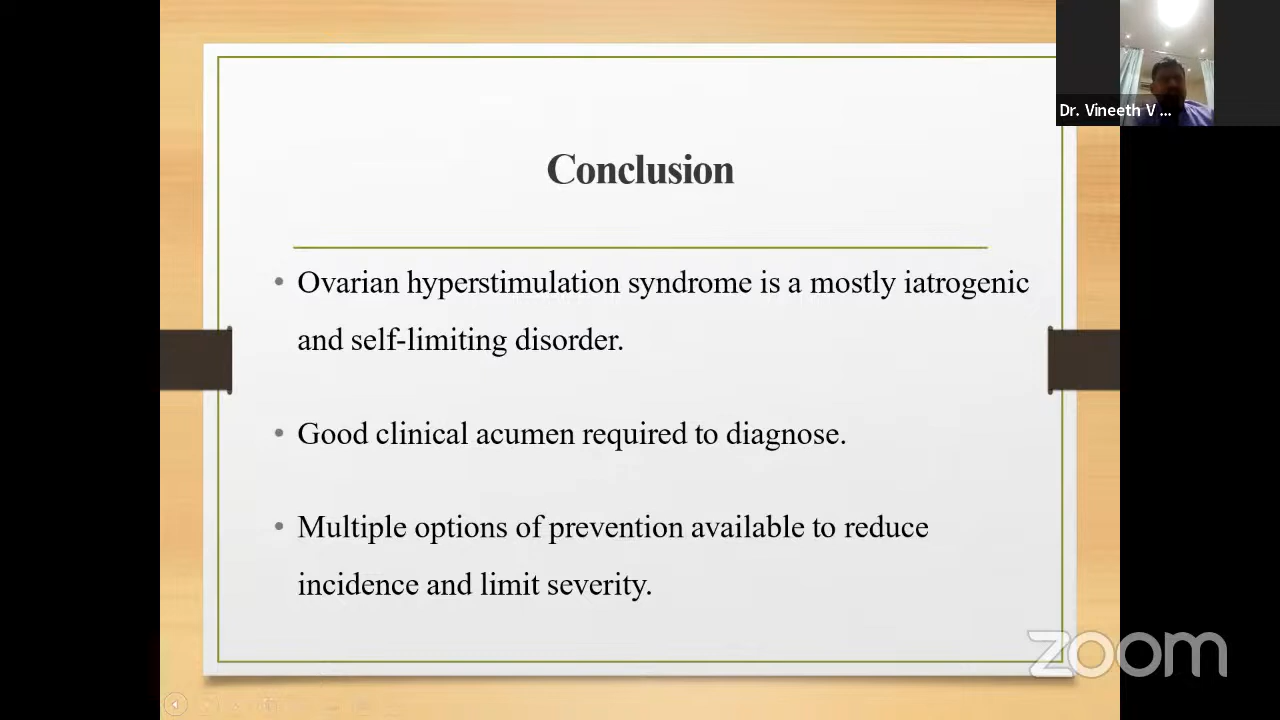 Dr. Vineeth V ...
Conclusion
• Ovarian hyperstimulation syndrome is a mostly iatrogenic
and self-limiting disorder.
• Good clinical acumen required to diagnose.
• Multiple options of prevention available to reduce
incidence and limit severity.
zoom